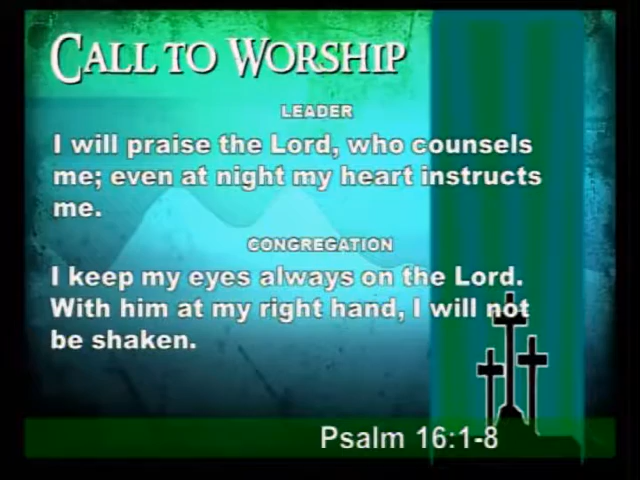 CALL TO WORSHIP
LEADER
I will praise the Lord, who counsels
me; even at night my heart instructs
me.
CONGREGATION
I keep my eyes always on the Lord.
With him at my right hand, I will not
be shaken.
Psalm 16:1-8